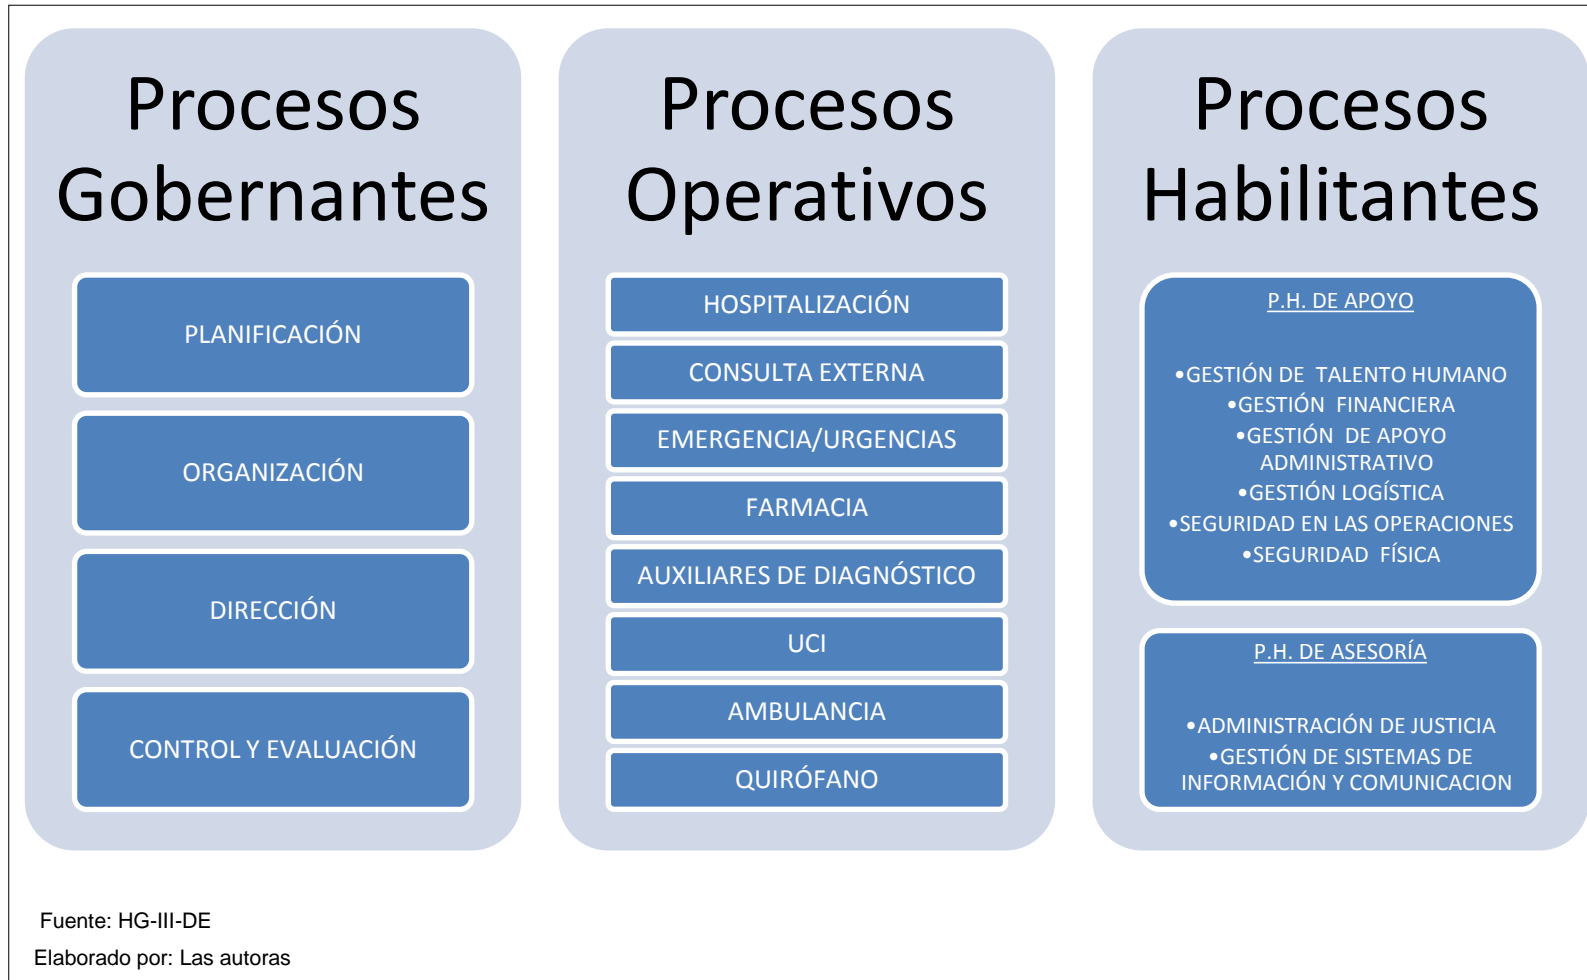 Procesos
Gobernantes
PLANIFICACIÓN
ORGANIZACIÓN
DIRECCIÓN
CONTROL Y EVALUACIÓN
Procesos
Operativos
HOSPITALIZACIÓN
CONSULTA EXTERNA
EMERGENCIA/URGENCIAS
FARMACIA
AUXILIARES DE DIAGNÓSTICO
UCI
AMBULANCIA
QUIRÓFANO
Procesos
Habilitantes
P.H. DE APOYO
•GESTIÓN DE TALENTO HUMANO
•GESTIÓN FINANCIERA
•GESTIÓN DE APOYO
ADMINISTRATIVO
•GESTIÓN LOGÍSTICA
•SEGURIDAD EN LAS OPERACIONES
•SEGURIDAD FÍSICA
P.H. DE ASESORÍA
•ADMINISTRACIÓN DE JUSTICIA
•GESTIÓN DE SISTEMAS DE
INFORMACIÓN Y COMUNICACION
Fuente: HG-III-DE
Elaborado por: Las autoras